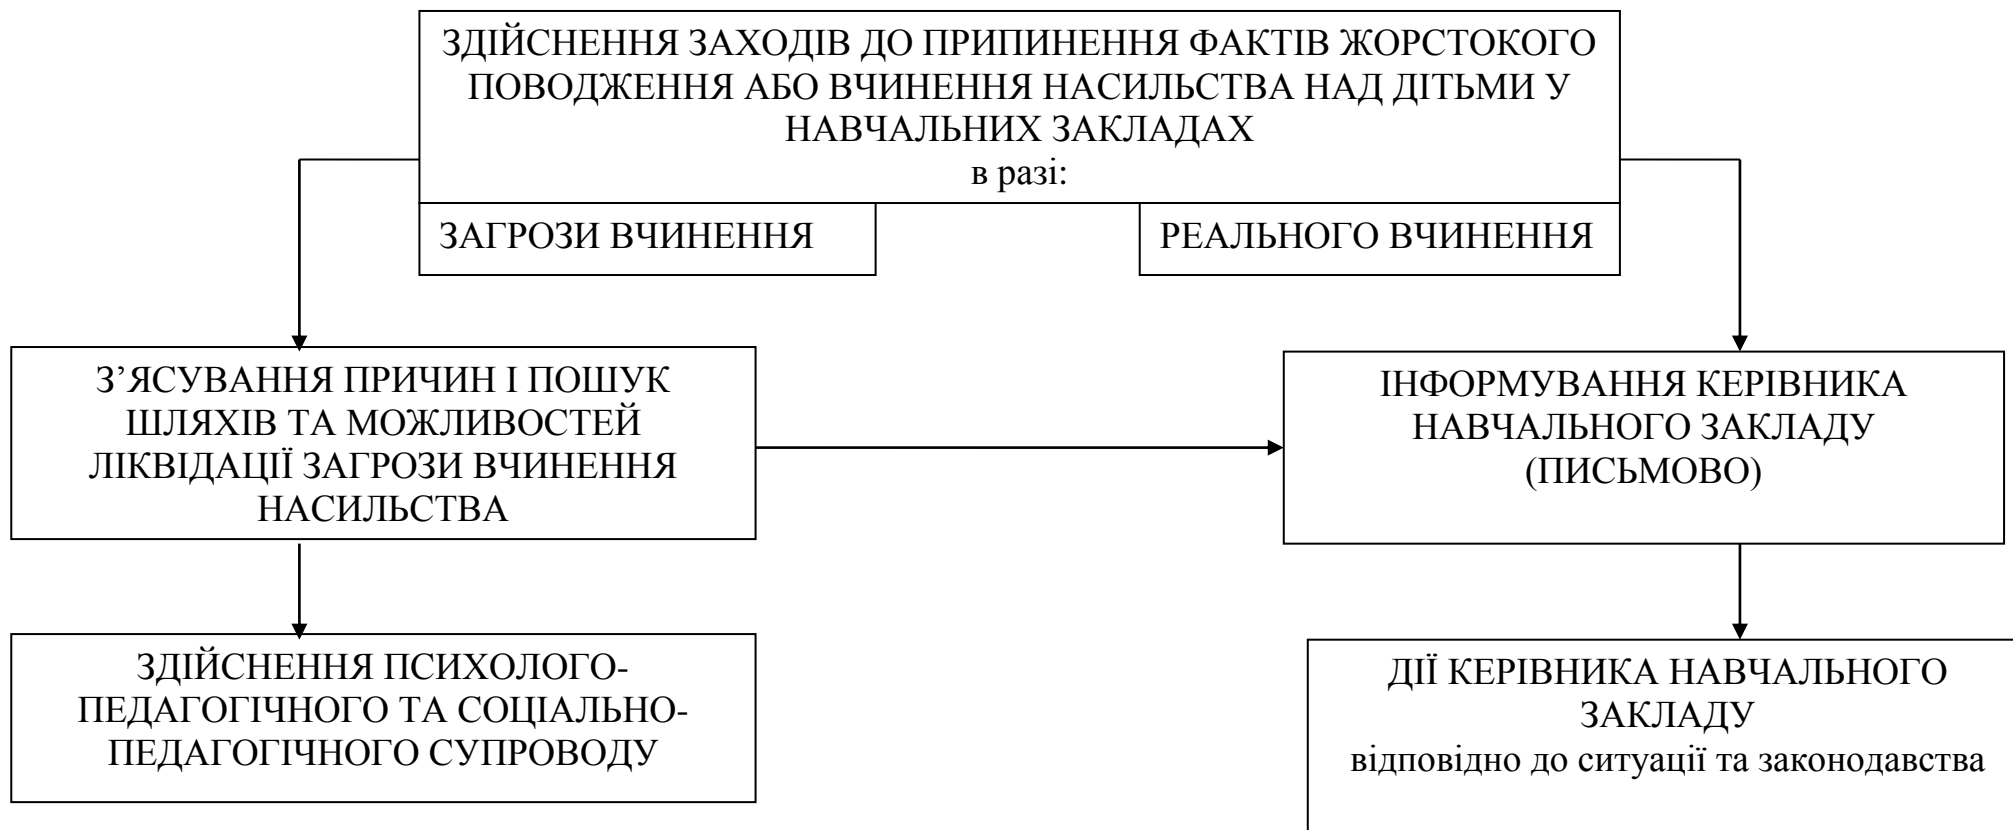 ЗДІЙСНЕННЯ ЗАХОДІВ ДО ПРИПИНЕННЯ ФАКТІВ ЖОРСТОКОГО
ПОВОДЖЕННЯ АБО ВЧИНЕННЯ НАСИЛЬСТВА НАД ДІТЬМИ У
НАВЧАЛЬНИХ ЗАКЛАДАХ
в разі:
ЗАГРОЗИ ВЧИНЕННЯ
РЕАЛЬНОГО ВЧИНЕННЯ
З’ЯСУВАННЯ ПРИЧИН І ПОШУК
ШЛЯХІВ ТА МОЖЛИВОСТЕЙ
ЛІКВІДАЦІЇ ЗАГРОЗИ ВЧИНЕННЯ
НАСИЛЬСТВА
ІНФОРМУВАННЯ КЕРІВНИКА
НАВЧАЛЬНОГО ЗАКЛАДУ
(ПИСЬМОВО)
ЗДІЙСНЕННЯ ПСИХОЛОГО-
ПЕДАГОГІЧНОГО ТА СОЦІАЛЬНО-
ПЕДАГОГІЧНОГО СУПРОВОДУ
ДІЇ КЕРІВНИКА НАВЧАЛЬНОГО
ЗАКЛАДУ
відповідно до ситуації та законодавства